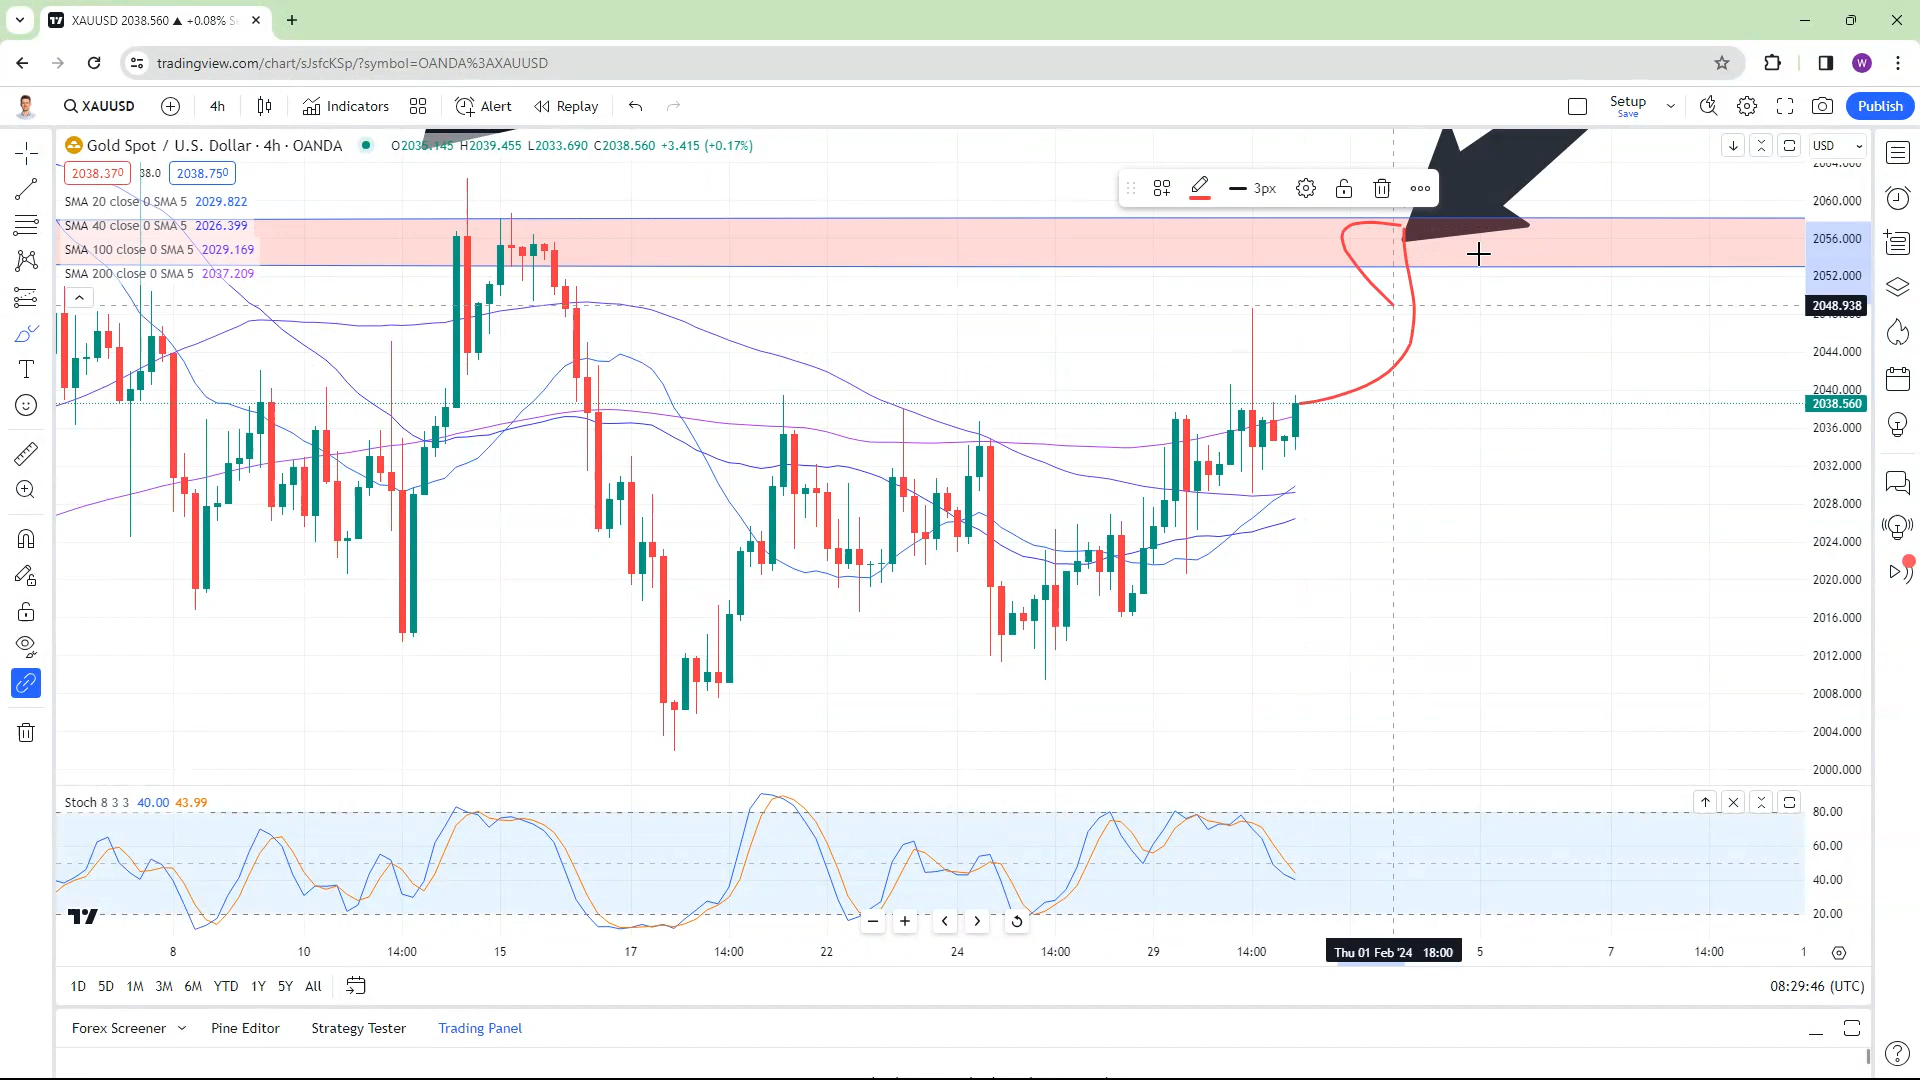 XAUUSD 2038.560 ▲ +0.08% S
tradingview.com/chart/sJsfcKSp/?symbol=OANDA%3AXAUUSD
W
XAUUSD
4h
Indicators
Alert
Replay
Setup
Save
Publish
Gold Spot / U.S. Dollar · 4h · OANDA
O2035.145 H2039.455 L2033.690 C2038.560 +3.415 (+0.17%)
USD
2038.370
38.0
2038.750
3px
SMA 20 close 0 SMA 5 2029.822
SMA 40 close 0 SMA 5 2026.399
SMA 100 close 0 SMA 5 2029.169
SMA 200 close 0 SMA 5 2037.209
2064.000
2060.000
2056.000
2052.000
2048.938
2044.000
2040.000
2038.560
2036.000
2032.000
2028.000
2024.000
2020.000
2016.000
2012.000
2008.000
2004.000
2000.000
Stoch 8 3 3 40.00 43.99
80.00
60.00
40.00
20.00
8
10
14:00
15
17
14:00
22
24
14:00
29
14:00
Thu 01 Feb '24 18:00
5
7
14:00
1
1D 5D 1M 3M 6M YTD 1Y 5Y All
08:29:46 (UTC)
Forex Screener
Pine Editor
Strategy Tester
Trading Panel